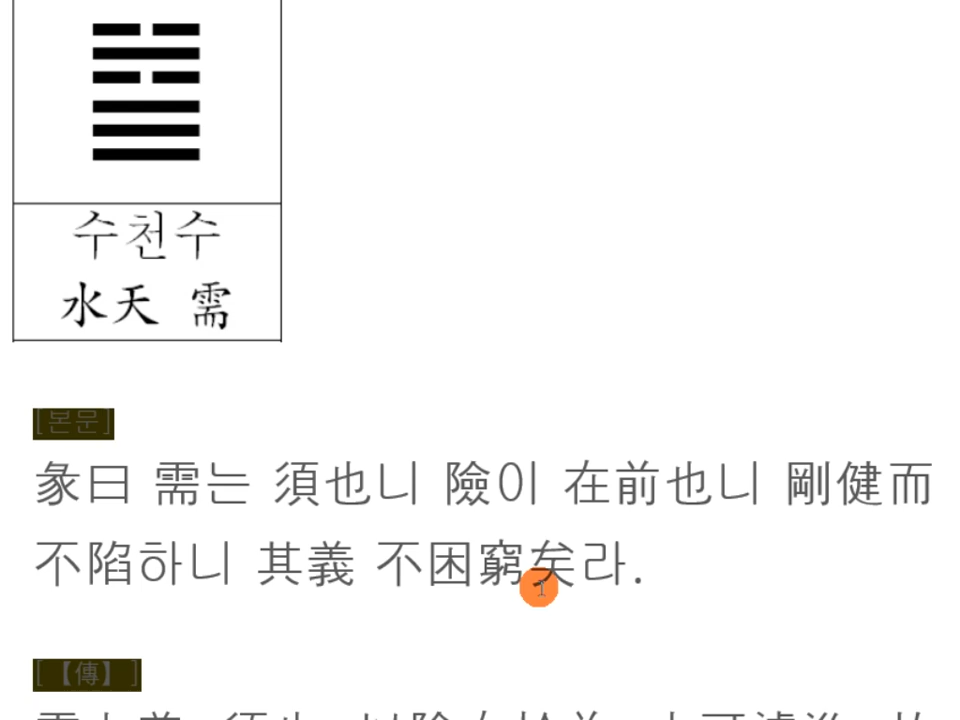 수천수
水天 需
[본문]
彖曰 需는 須也니 險이 在前也니 剛健而
不陷하니 其義 不困窮矣라.
[【傳】]